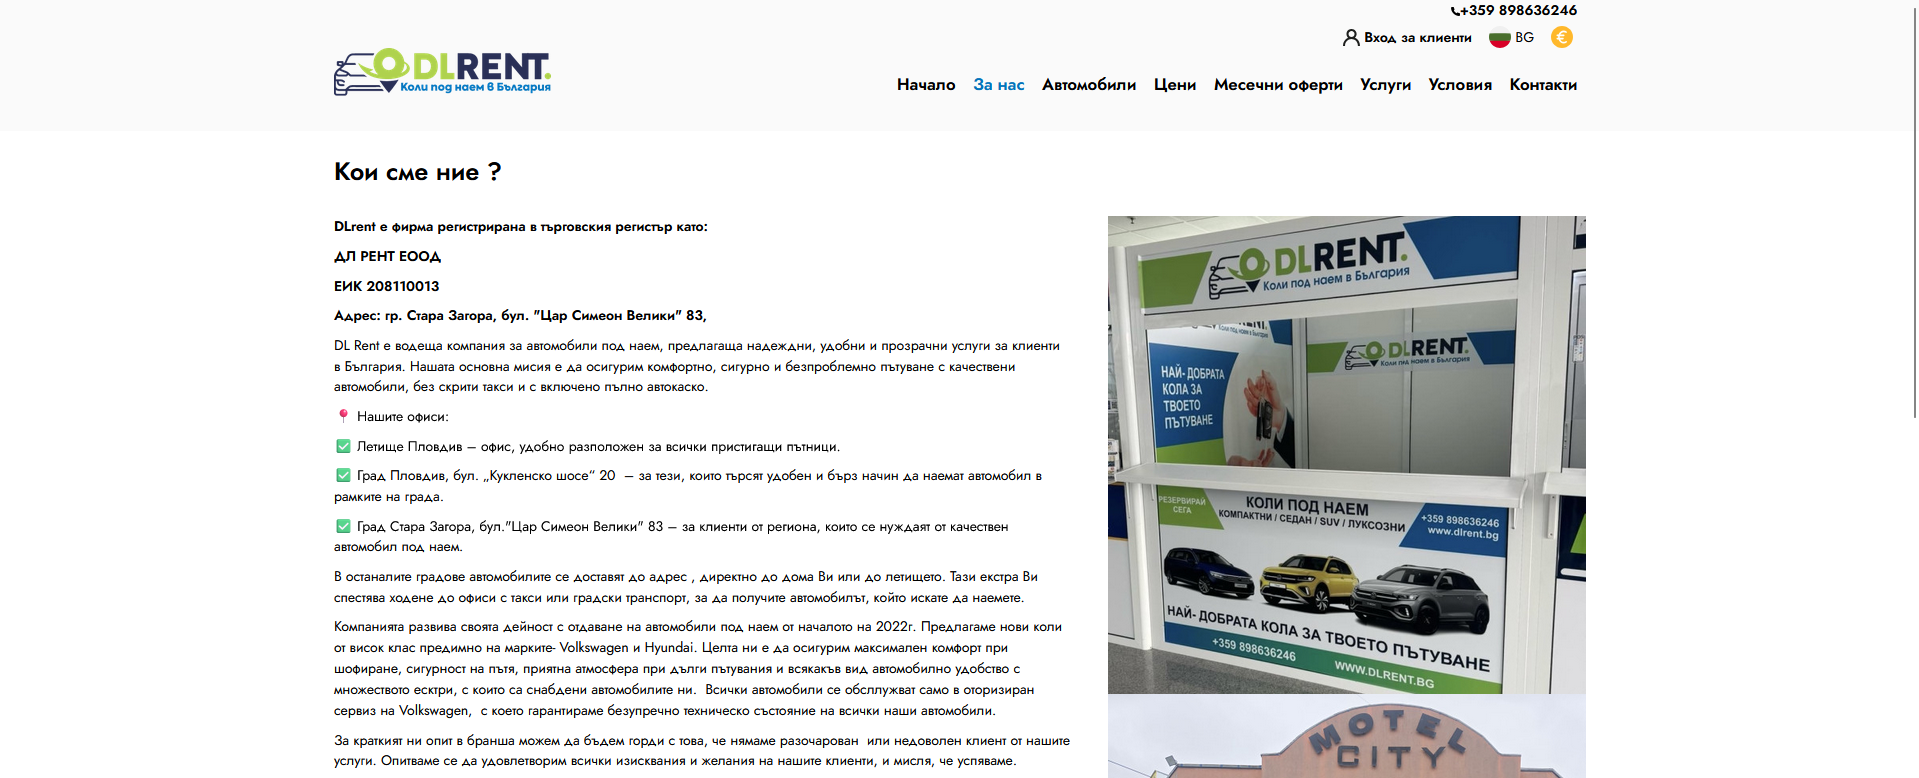 +359 898636246
Вход за клиенти
BG
€
DLRENT.
Коли под наем в България
Начало
За нас
Автомобили
Цени
Месечни оферти
Услуги
Условия
Контакти
Кои сме ние ?
DLrent е фирма регистрирана в търговския регистър като:
ДЛ РЕНТ ЕООД
ЕИК 208110013
Адрес: гр. Стара Загора, бул. "Цар Симеон Велики" 83,
DL Rent е водеща компания за автомобили под наем, предлагаща надеждни, удобни и прозрачни услуги за клиенти
в България. Нашата основна мисия е да осигурим комфортно, сигурно и безпроблемно пътуване с качествени
автомобили, без скрити такси и с включено пълно автокаско.
📍 Нашите офиси:
✅ Летище Пловдив – офис, удобно разположен за всички пристигащи пътници.
✅ Град Пловдив, бул. „Кукленско шосе“ 20  – за тези, които търсят удобен и бърз начин да наемат автомобил в
рамките на града.
✅ Град Стара Загора, бул."Цар Симеон Велики" 83 – за клиенти от региона, които се нуждаят от качествен
автомобил под наем.
В останалите градове автомобилите се доставят до адрес , директно до дома Ви или до летището. Тази екстра Ви
спестява ходене до офиси с такси или градски транспорт, за да получите автомобилът, който искате да наемете.
Компанията развива своята дейност с отдаване на автомобили под наем от началото на 2022г. Предлагаме нови коли
от висок клас предимно на марките- Volkswagen и Hyundai. Целта ни е да осигурим максимален комфорт при
шофиране, сигурност на пътя, приятна атмосфера при дълги пътувания и всякакъв вид автомобилно удобство с
множеството есктри, с които са снабдени автомобилите ни.  Всички автомобили се обсллужват само в оторизиран
сервиз на Volkswagen,  с което гарантираме безупречно техническо състояние на всички наши автомобили.
За краткият ни опит в бранша можем да бъдем горди с това, че нямаме разочарован  или недоволен клиент от нашите
услуги. Опитваме се да удовлетворим всички изисквания и желания на нашите клиенти, и мисля, че успяваме.
DLRENT.
Коли под наем в България
Коли под наем в България
DLRENT.
Коли под наем в България
НАЙ-ДОБРАТА
КОЛА ЗА
ТВОЕТО
ПЪТУВАНЕ
РЕЗЕРВИРАЙ
СЕГА
КОЛИ ПОД НАЕМ
КОМПАКТНИ / СЕДАН / SUV / ЛУКСОЗНИ
+359 898636246
www.dlrent.bg
НАЙ- ДОБРАТА КОЛА ЗА ТВОЕТО ПЪТУВАНЕ
+359 898636246
WWW.DLRENT.BG
MOTEL
CITY